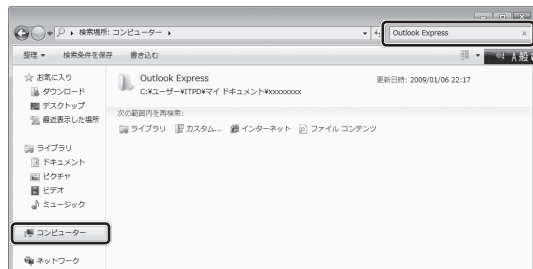 検索場所: コンピューター
Outlook Express
整理 検索条件を保存 書き込む
A 般
お気に入り
ダウンロード
デスクトップ
最近表示した場所
ライブラリ
ドキュメント
ピクチャ
ビデオ
ミュージック
コンピューター
ネットワーク
Outlook Express
C:¥ユーザー¥ITPD¥マイ ドキュメント¥xxxxxxxx
更新日時: 2009/01/06 22:17
次の範囲内を再検索:
ライブラリ カスタム... インターネット ファイル コンテンツ